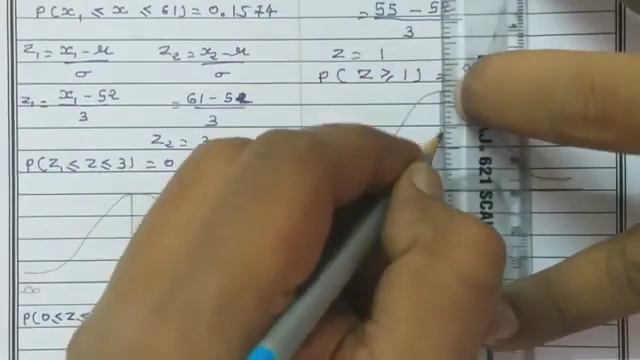 P(x₁ ≤ x ≤ 61) = 0.1574
Z₁ = x₁ - μ / σ Z₂ = x₂ - μ / σ
Z₁ = x₁ - 52 / 3 = 61 - 52 / 3
Z₂ = 3
P(Z₁ ≤ Z ≤ 3) = 0
-∞
P(0 ≤ Z ≤
= 55 - 52 / 3
Z = 1
P(Z ≥ 1) =
J. 621 SCA